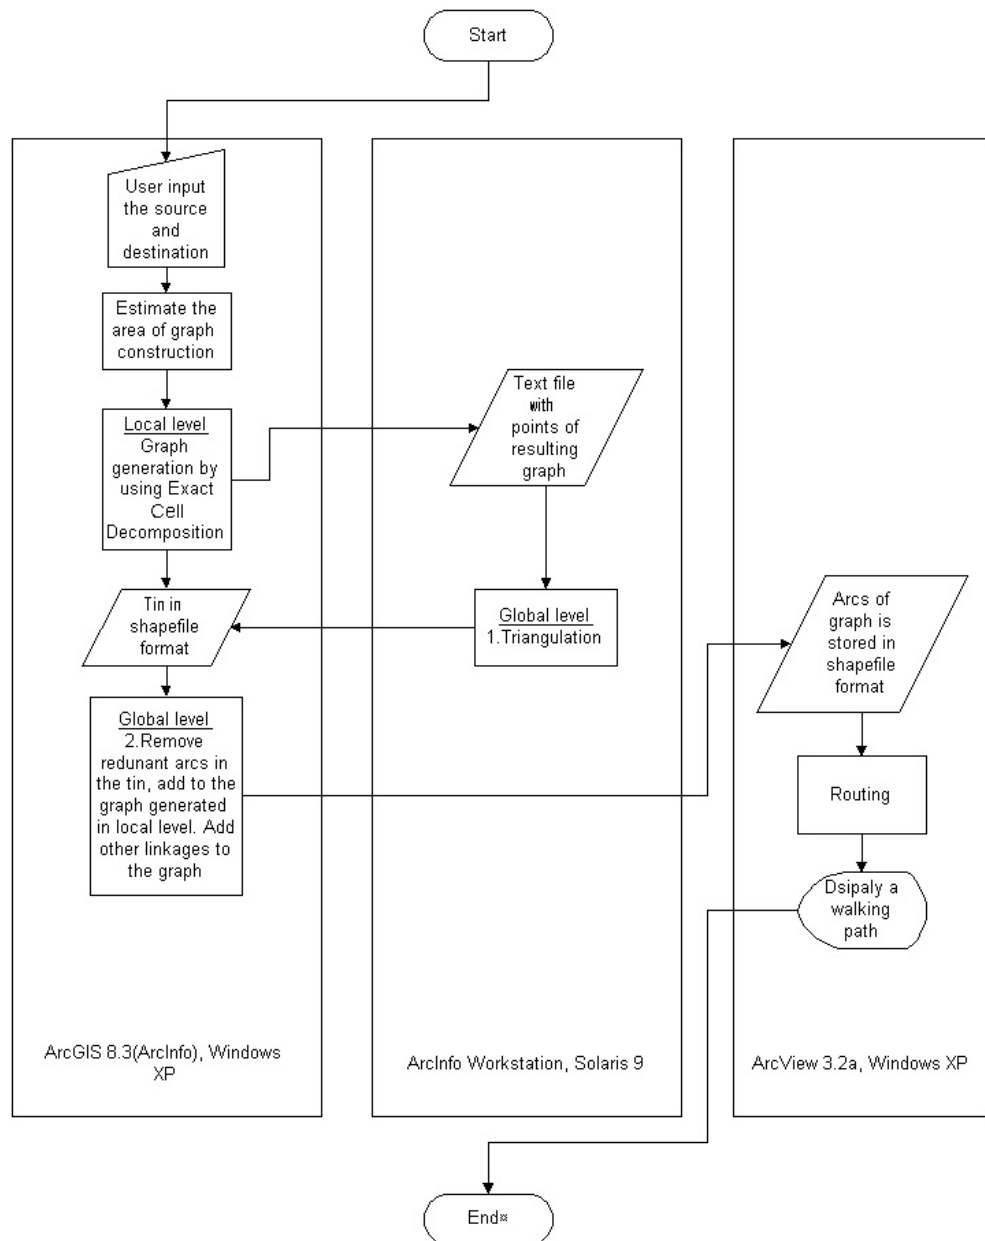 Start
User input
the source
and
destination
Estimate the
area of graph
construction
Local level
Graph
generation by
using Exact
Cell
Decomposition
Tin in
shapefile
format
Global level
2.Remove
redunant arcs in
the tin, add to the
graph generated
in local level. Add
other linkages to
the graph
ArcGIS 8.3(ArcInfo), Windows
XP
Text file
with
points of
resulting
graph
Global level
1.Triangulation
ArcInfo Workstation, Solaris 9
Arcs of
graph is
stored in
shapefile
format
Routing
Dsipaly a
walking
path
ArcView 3.2a, Windows XP
End¤